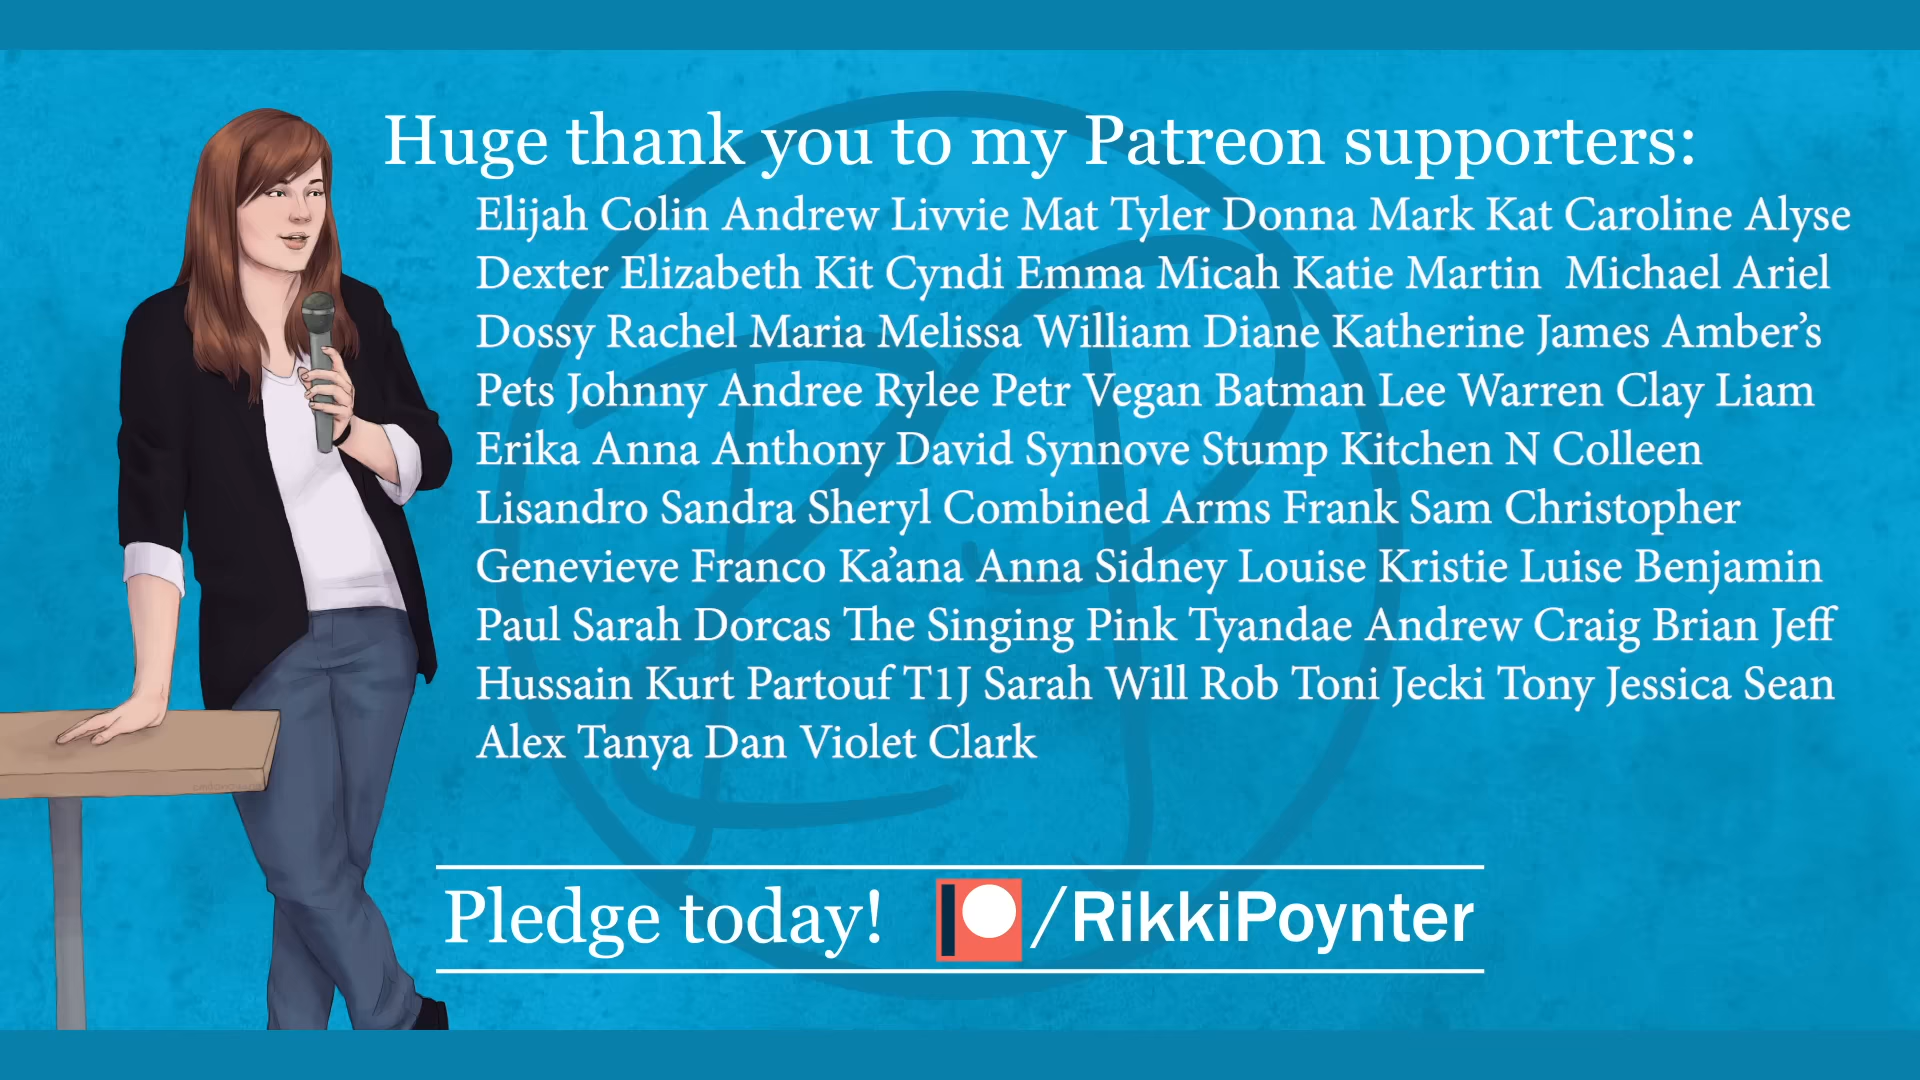 Huge thank you to my Patreon supporters:
Elijah Colin Andrew Livvie Mat Tyler Donna Mark Kat Caroline Alyse
Dexter Elizabeth Kit Cyndi Emma Micah Katie Martin  Michael Ariel
Dossy Rachel Maria Melissa William Diane Katherine James Amber’s
Pets Johnny Andree Rylee Petr Vegan Batman Lee Warren Clay Liam
Erika Anna Anthony David Synnove Stump Kitchen N Colleen
Lisandro Sandra Sheryl Combined Arms Frank Sam Christopher
Genevieve Franco Ka’ana Anna Sidney Louise Kristie Luise Benjamin
Paul Sarah Dorcas The Singing Pink Tyandae Andrew Craig Brian Jeff
Hussain Kurt Partouf T1J Sarah Will Rob Toni Jecki Tony Jessica Sean
Alex Tanya Dan Violet Clark
Pledge today! /RikkiPoynter